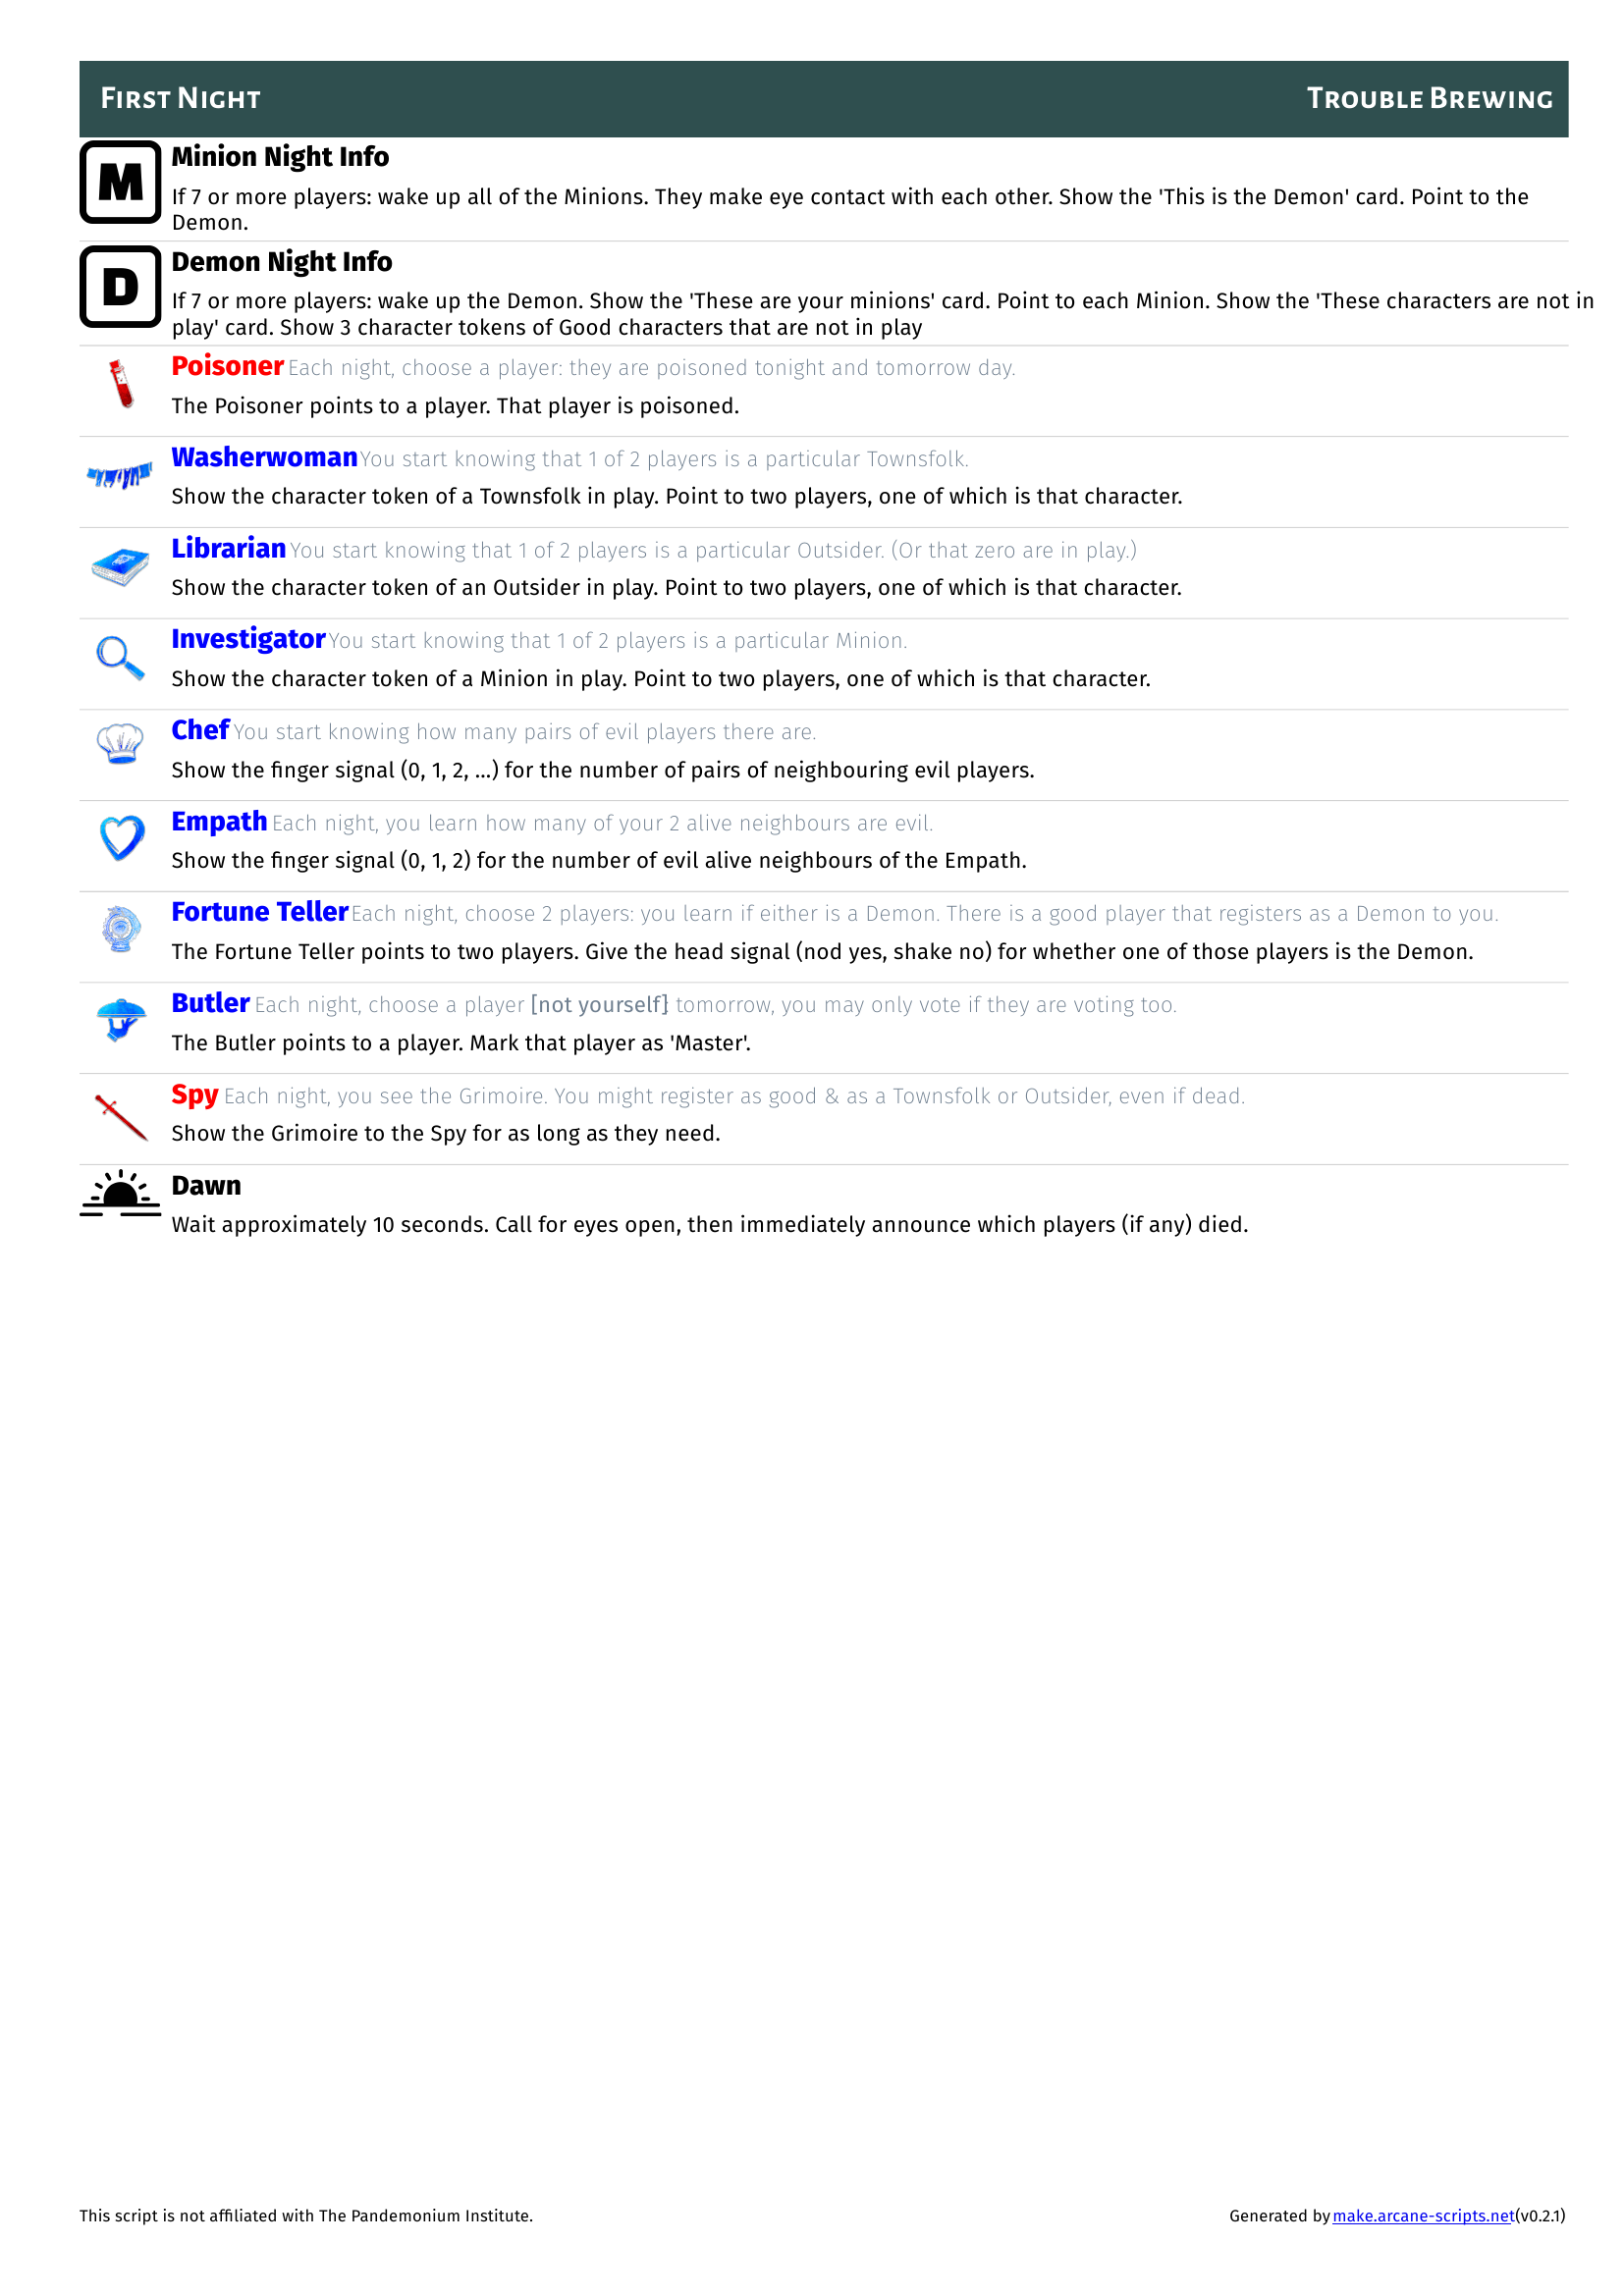 First Night
Trouble Brewing
M
Minion Night Info
If 7 or more players: wake up all of the Minions. They make eye contact with each other. Show the 'This is the Demon' card. Point to the
Demon.
D
Demon Night Info
If 7 or more players: wake up the Demon. Show the 'These are your minions' card. Point to each Minion. Show the 'These characters are not in
play' card. Show 3 character tokens of Good characters that are not in play
Poisoner Each night, choose a player: they are poisoned tonight and tomorrow day.
The Poisoner points to a player. That player is poisoned.
Washerwoman You start knowing that 1 of 2 players is a particular Townsfolk.
Show the character token of a Townsfolk in play. Point to two players, one of which is that character.
Librarian You start knowing that 1 of 2 players is a particular Outsider. (Or that zero are in play.)
Show the character token of an Outsider in play. Point to two players, one of which is that character.
Investigator You start knowing that 1 of 2 players is a particular Minion.
Show the character token of a Minion in play. Point to two players, one of which is that character.
Chef You start knowing how many pairs of evil players there are.
Show the finger signal (0, 1, 2, ...) for the number of pairs of neighbouring evil players.
Empath Each night, you learn how many of your 2 alive neighbours are evil.
Show the finger signal (0, 1, 2) for the number of evil alive neighbours of the Empath.
Fortune Teller Each night, choose 2 players: you learn if either is a Demon. There is a good player that registers as a Demon to you.
The Fortune Teller points to two players. Give the head signal (nod yes, shake no) for whether one of those players is the Demon.
Butler Each night, choose a player [not yourself]: tomorrow, you may only vote if they are voting too.
The Butler points to a player. Mark that player as 'Master'.
Spy Each night, you see the Grimoire. You might register as good & as a Townsfolk or Outsider, even if dead.
Show the Grimoire to the Spy for as long as they need.
Dawn
Wait approximately 10 seconds. Call for eyes open, then immediately announce which players (if any) died.
This script is not affiliated with The Pandemonium Institute.
Generated by make.arcane-scripts.net(v0.2.1)